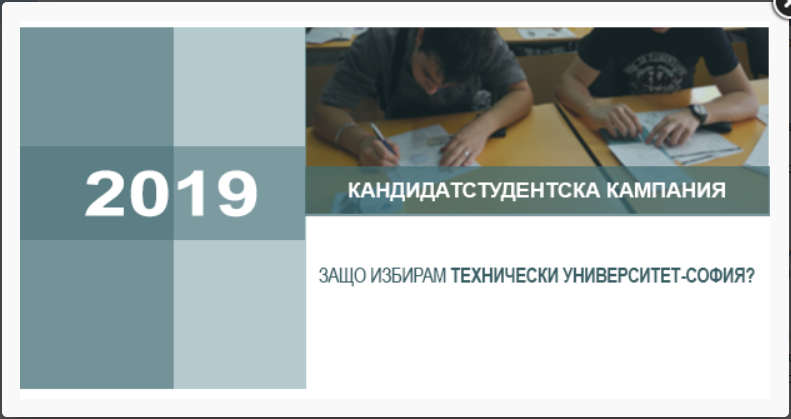 2019
КАНДИДАТСТУДЕНТСКА КАМПАНИЯ
ЗАЩО ИЗБИРАМ ТЕХНИЧЕСКИ УНИВЕРСИТЕТ-СОФИЯ?